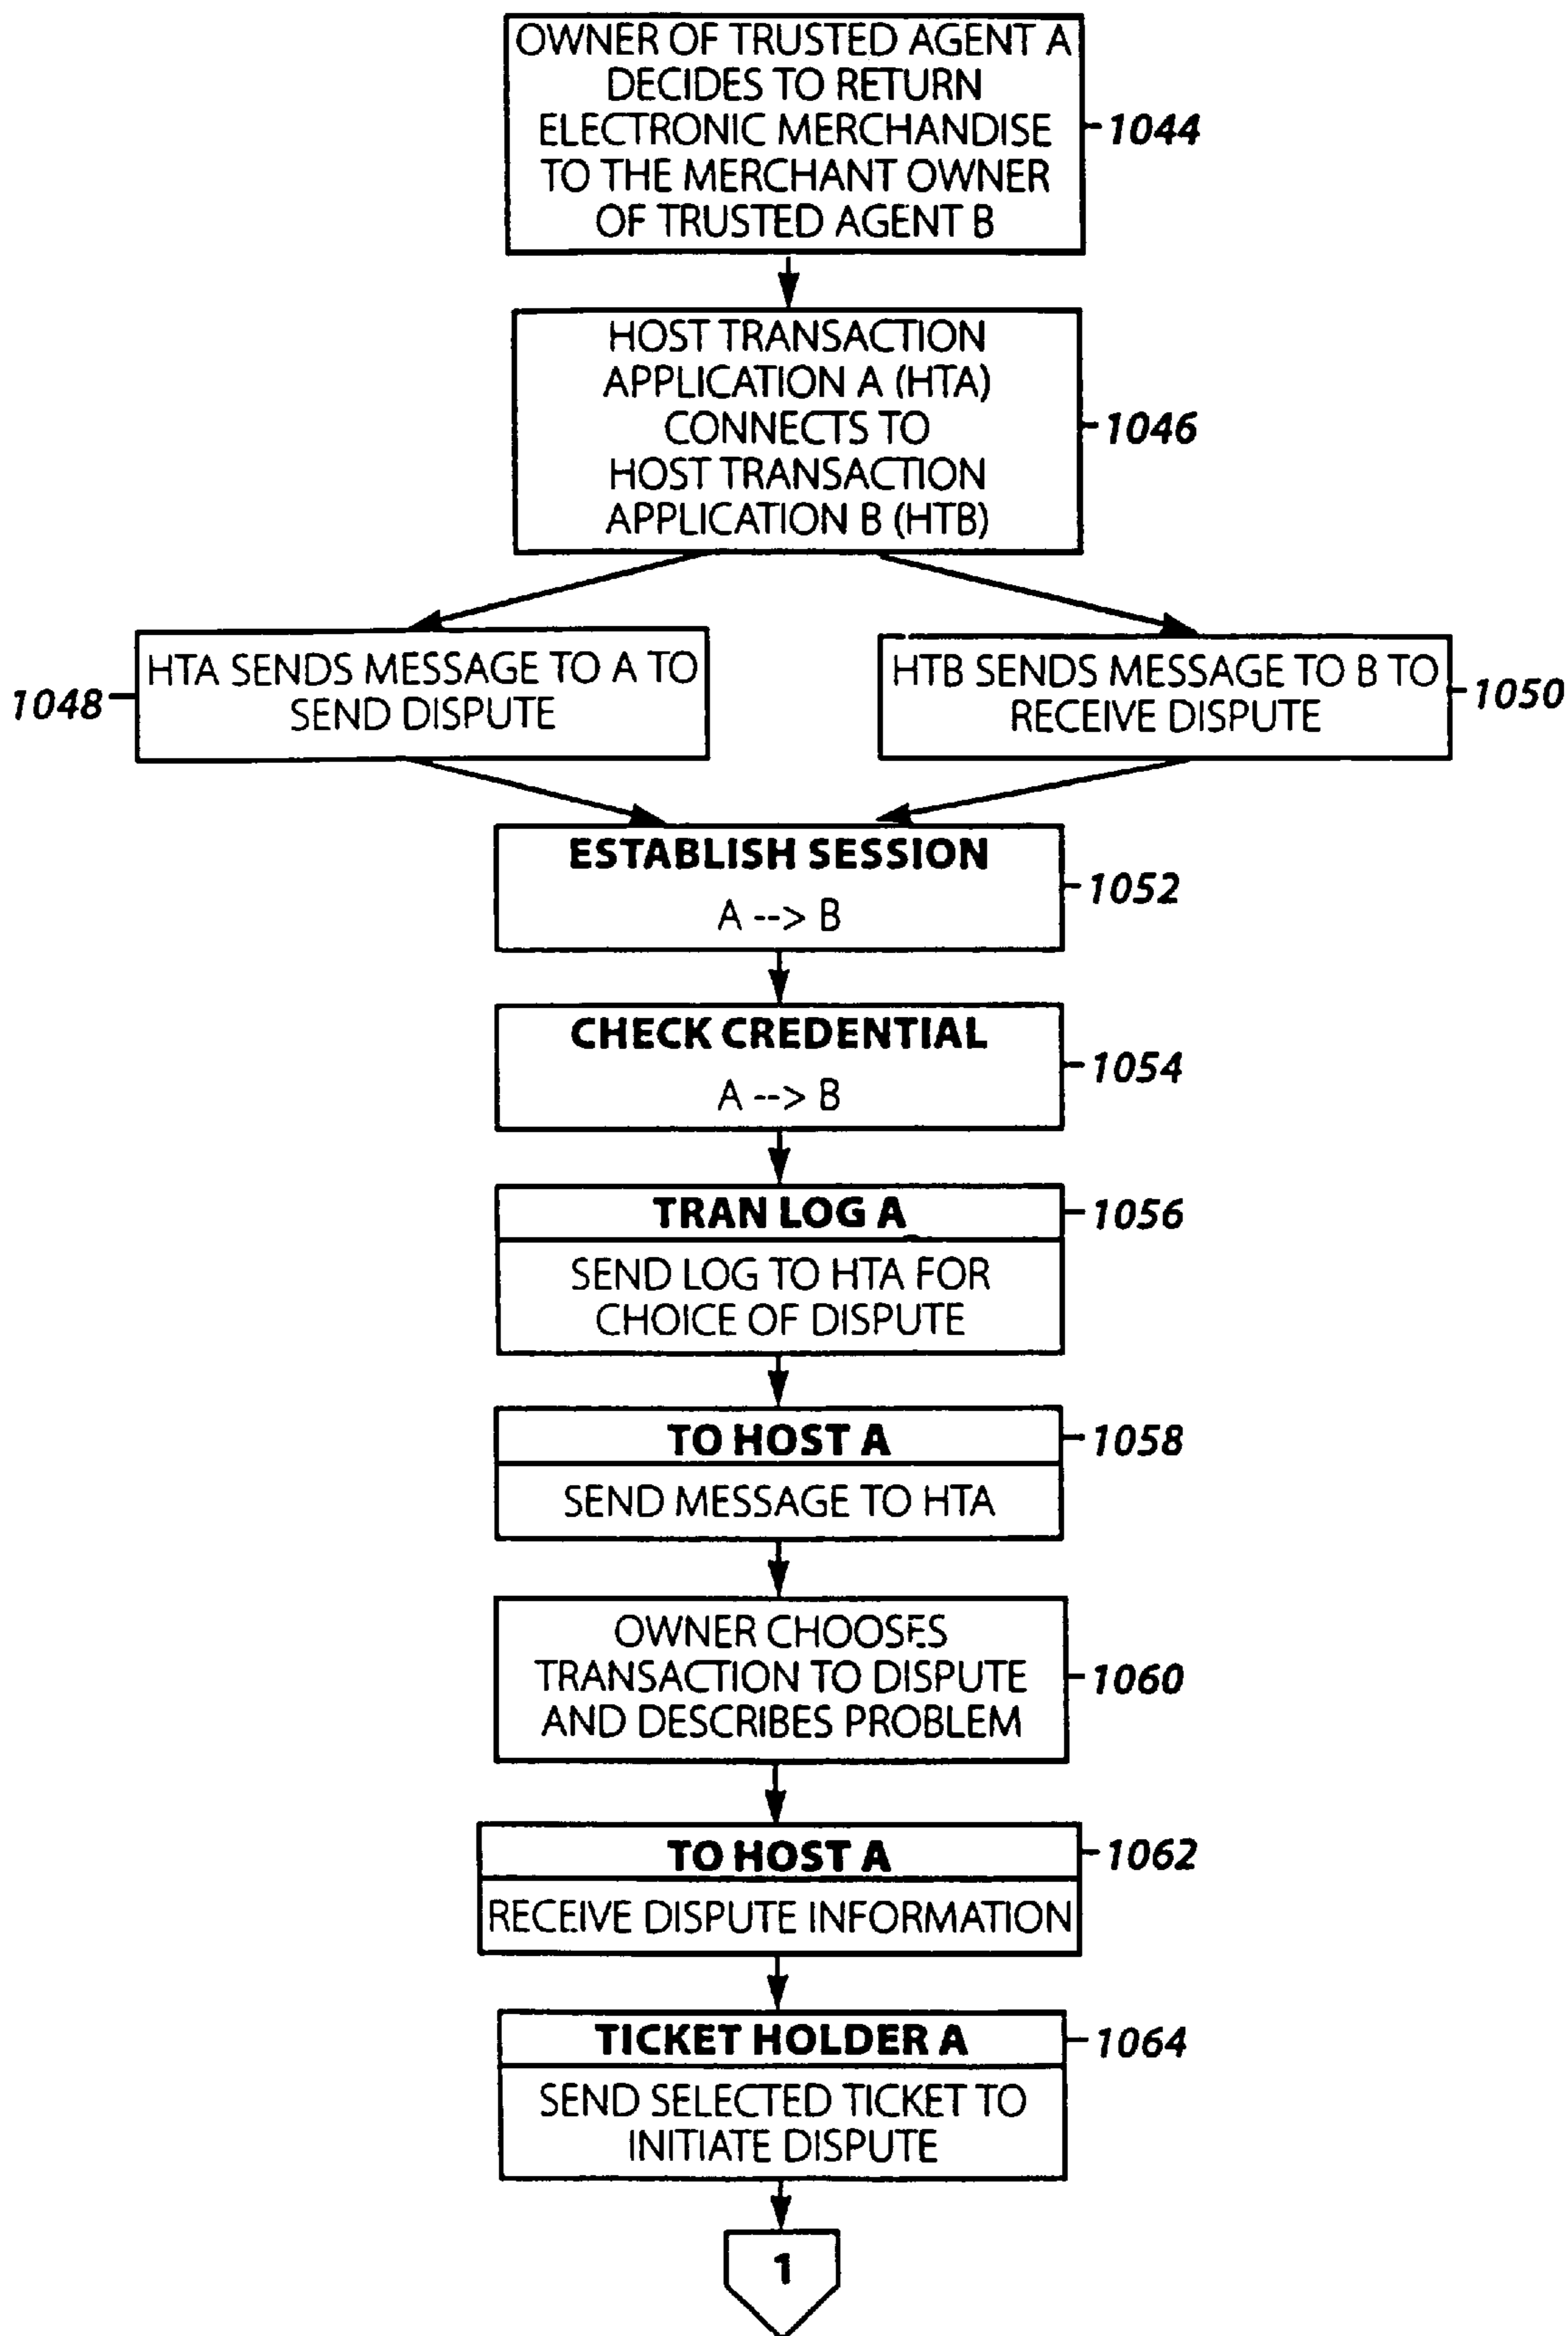 OWNER OF TRUSTED AGENT A
DECIDES TO RETURN
ELECTRONIC MERCHANDISE
TO THE MERCHANT OWNER
OF TRUSTED AGENT B
1044
HOST TRANSACTION
APPLICATION A (HTA)
CONNECTS TO
HOST TRANSACTION
APPLICATION B (HTB)
1046
1048
HTA SENDS MESSAGE TO A TO
SEND DISPUTE
HTB SENDS MESSAGE TO B TO
RECEIVE DISPUTE
1050
ESTABLISH SESSION
A --> B
1052
CHECK CREDENTIAL
A --> B
1054
TRAN LOG A
1056
SEND LOG TO HTA FOR
CHOICE OF DISPUTE
TO HOST A
1058
SEND MESSAGE TO HTA
OWNER CHOOSES
TRANSACTION TO DISPUTE
AND DESCRIBES PROBLEM
1060
TO HOST A
1062
RECEIVE DISPUTE INFORMATION
TICKET HOLDER A
1064
SEND SELECTED TICKET TO
INITIATE DISPUTE
1